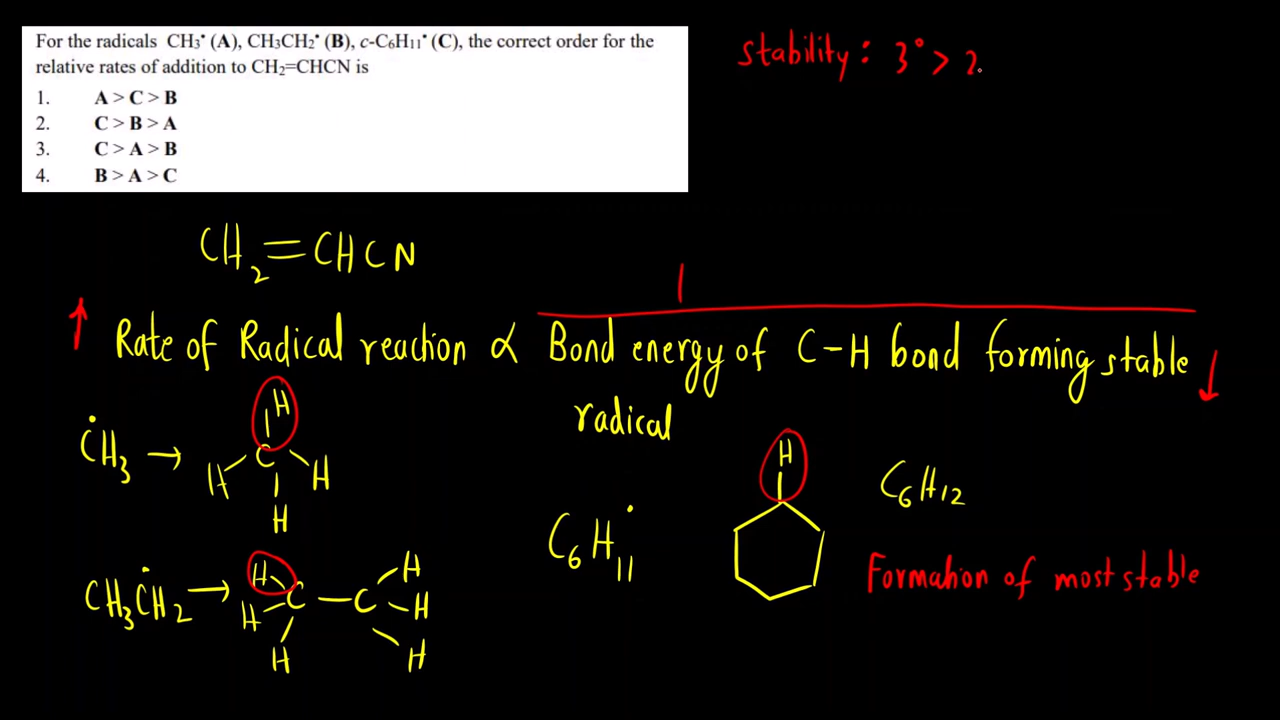 For the radicals CH₃• (A), CH₃CH₂• (B), c-C₆H₁₁• (C), the correct order for the
relative rates of addition to CH₂=CHCN is
1. A > C > B
2. C > B > A
3. C > A > B
4. B > A > C
stability : 3° > 2
CH₂=CHCN
1
↑ Rate of Radical reaction ∝ Bond energy of C-H bond forming stable ↓
radical
ĊH₃ → H C H H H
CH₃ĊH₂ → H H H C – C H H H
C₆H₁₁•
H
C₆H₁₂
Formation of most stable